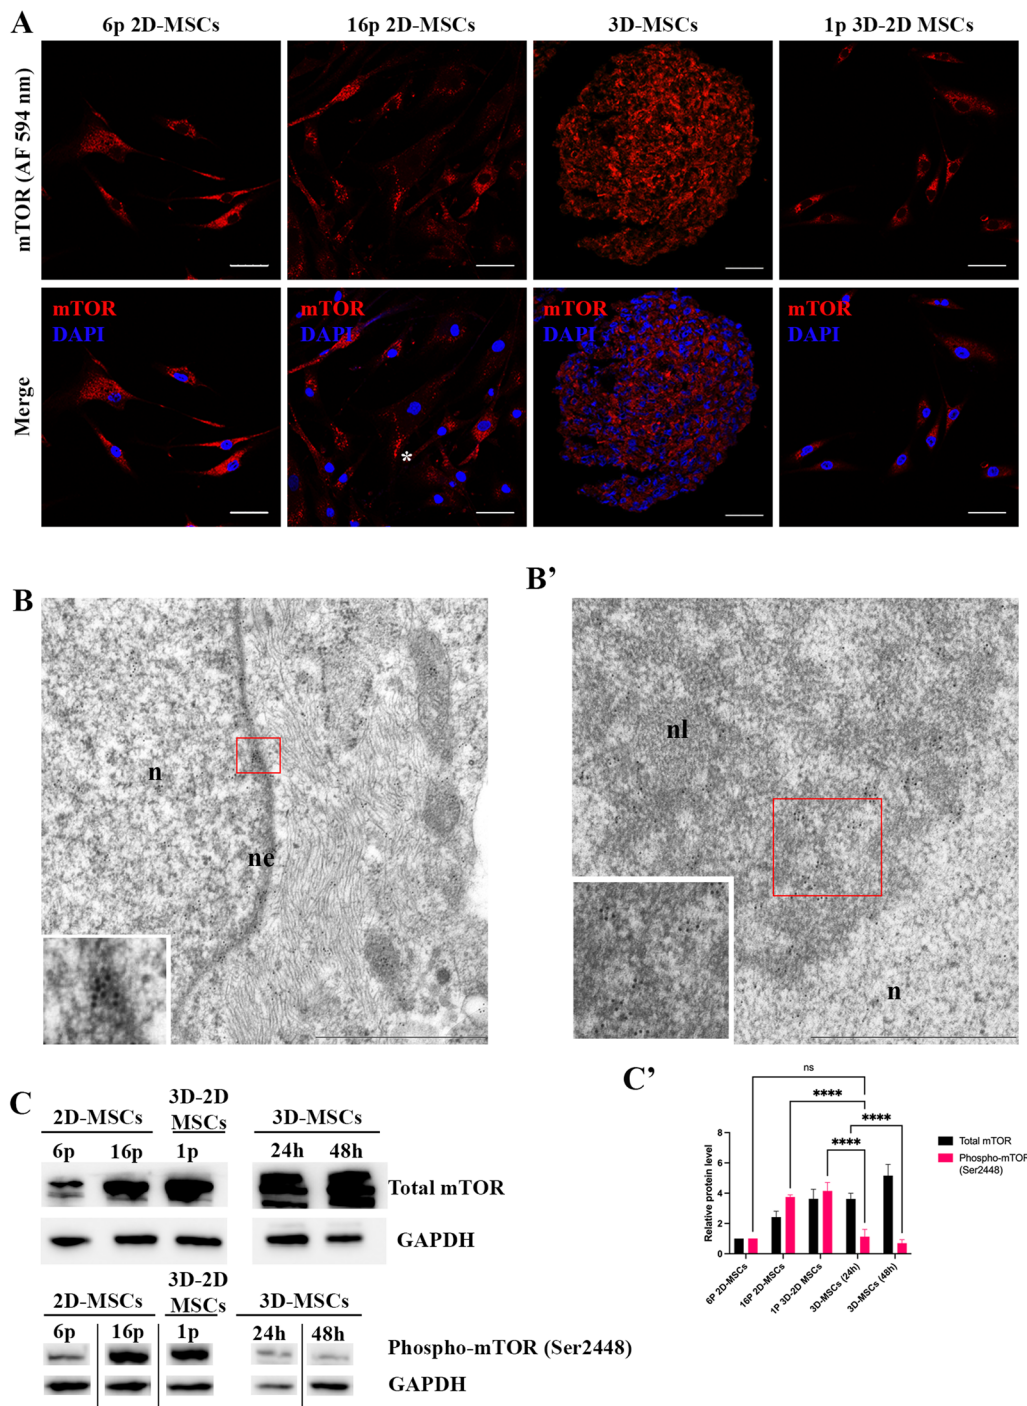 A
6p 2D-MSCs
16p 2D-MSCs
3D-MSCs
1p 3D-2D MSCs
mTOR (AF 594 nm)
Merge
mTOR
DAPI
mTOR
DAPI
*
mTOR
DAPI
mTOR
DAPI
B
n
ne
B’
nl
n
C
2D-MSCs
3D-2D
MSCs
3D-MSCs
6p
16p
1p
24h
48h
Total mTOR
GAPDH
2D-MSCs
3D-2D
MSCs
3D-MSCs
6p
16p
1p
24h
48h
Phospho-mTOR (Ser2448)
GAPDH
C’
ns
****
****
****
Relative protein level
8
6
4
2
0
6P 2D-MSCs
16P 2D-MSCs
1P 3D-2D MSCs
3D-MSCs (24h)
3D-MSCs (48h)
Total mTOR
Phospho-mTOR
(Ser2448)